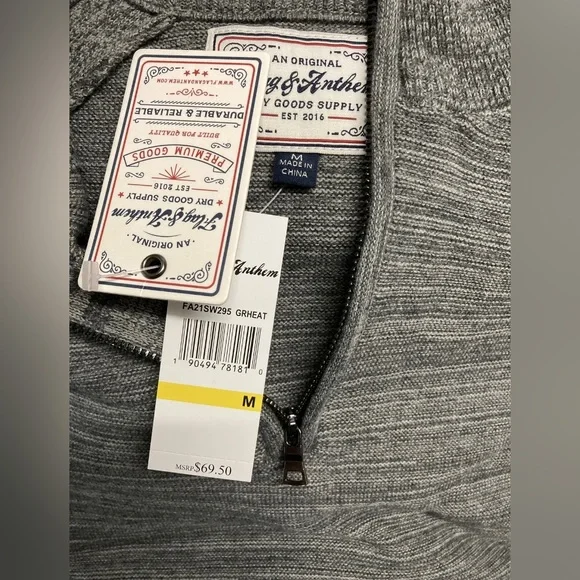 AN ORIGINAL
Flag & Anthem
DRY GOODS SUPPLY
EST 2016
M
MADE IN
CHINA
AN ORIGINAL
Flag & Anthem
DRY GOODS SUPPLY
EST 2016
PREMIUM GOODS
BUILT FOR QUALITY
DURABLE & RELIABLE
WWW.FLAGANDANTHEM.COM
Anthem
FA21SW295 GRHEAT
1 90494 78181 0
M
MSRP $69.50